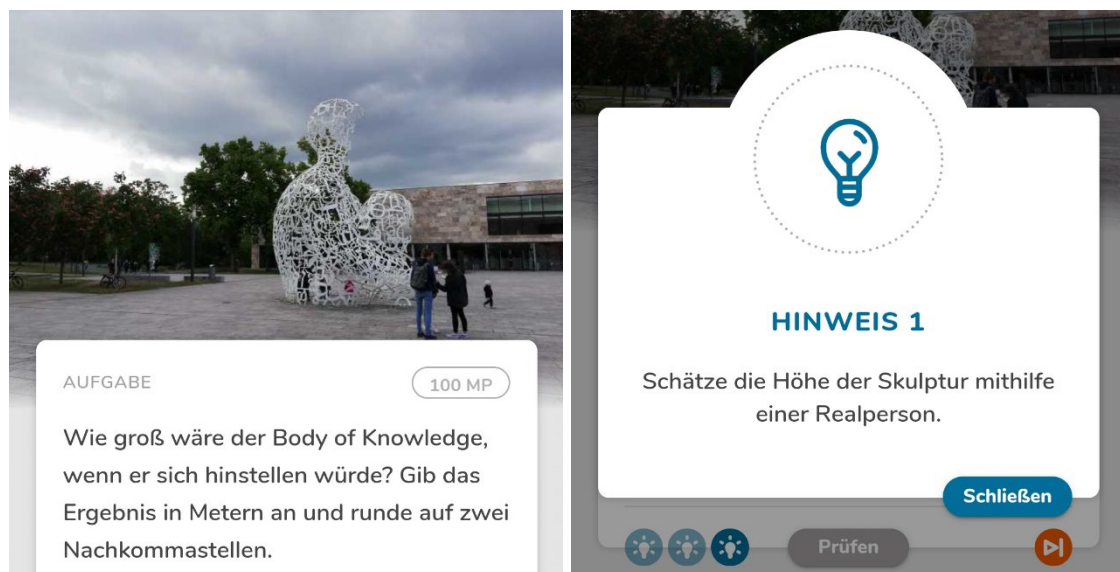 AUFGABE
100 MP
Wie groß wäre der Body of Knowledge,
wenn er sich hinstellen würde? Gib das
Ergebnis in Metern an und runde auf zwei
Nachkommastellen.
HINWEIS 1
Schätze die Höhe der Skulptur mithilfe
einer Realperson.
Schließen
Prüfen